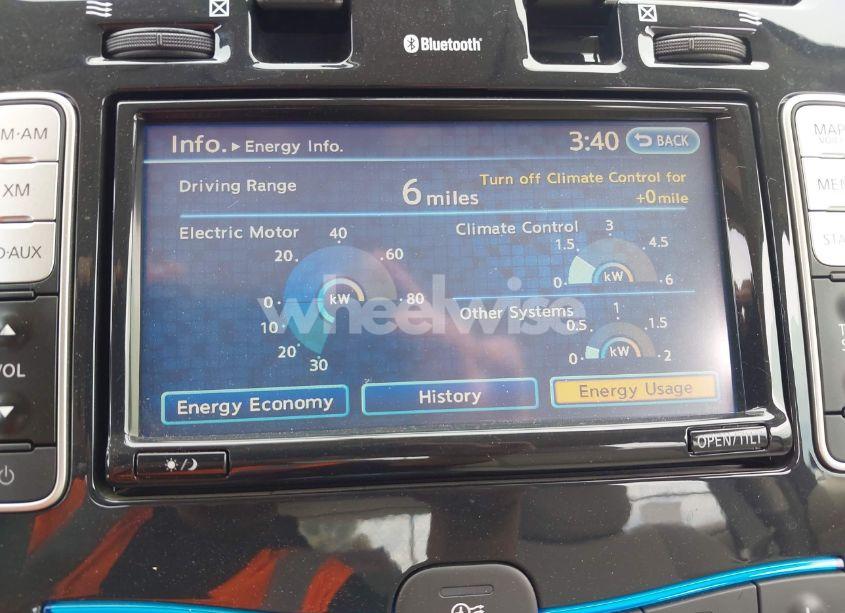 Bluetooth
M·AM
XM
D·AUX
VOL
Info. ▸ Energy Info.
3:40
BACK
Driving Range
6 miles
Turn off Climate Control for
+0 mile
Electric Motor
40
20
60
0
80
10
20
30
kW
Climate Control
3
1.5
4.5
0
6
kW
Other Systems
1
0.5
1.5
0
2
kW
wheelwise
Energy Economy
History
Energy Usage
OPEN/TILT
MAP